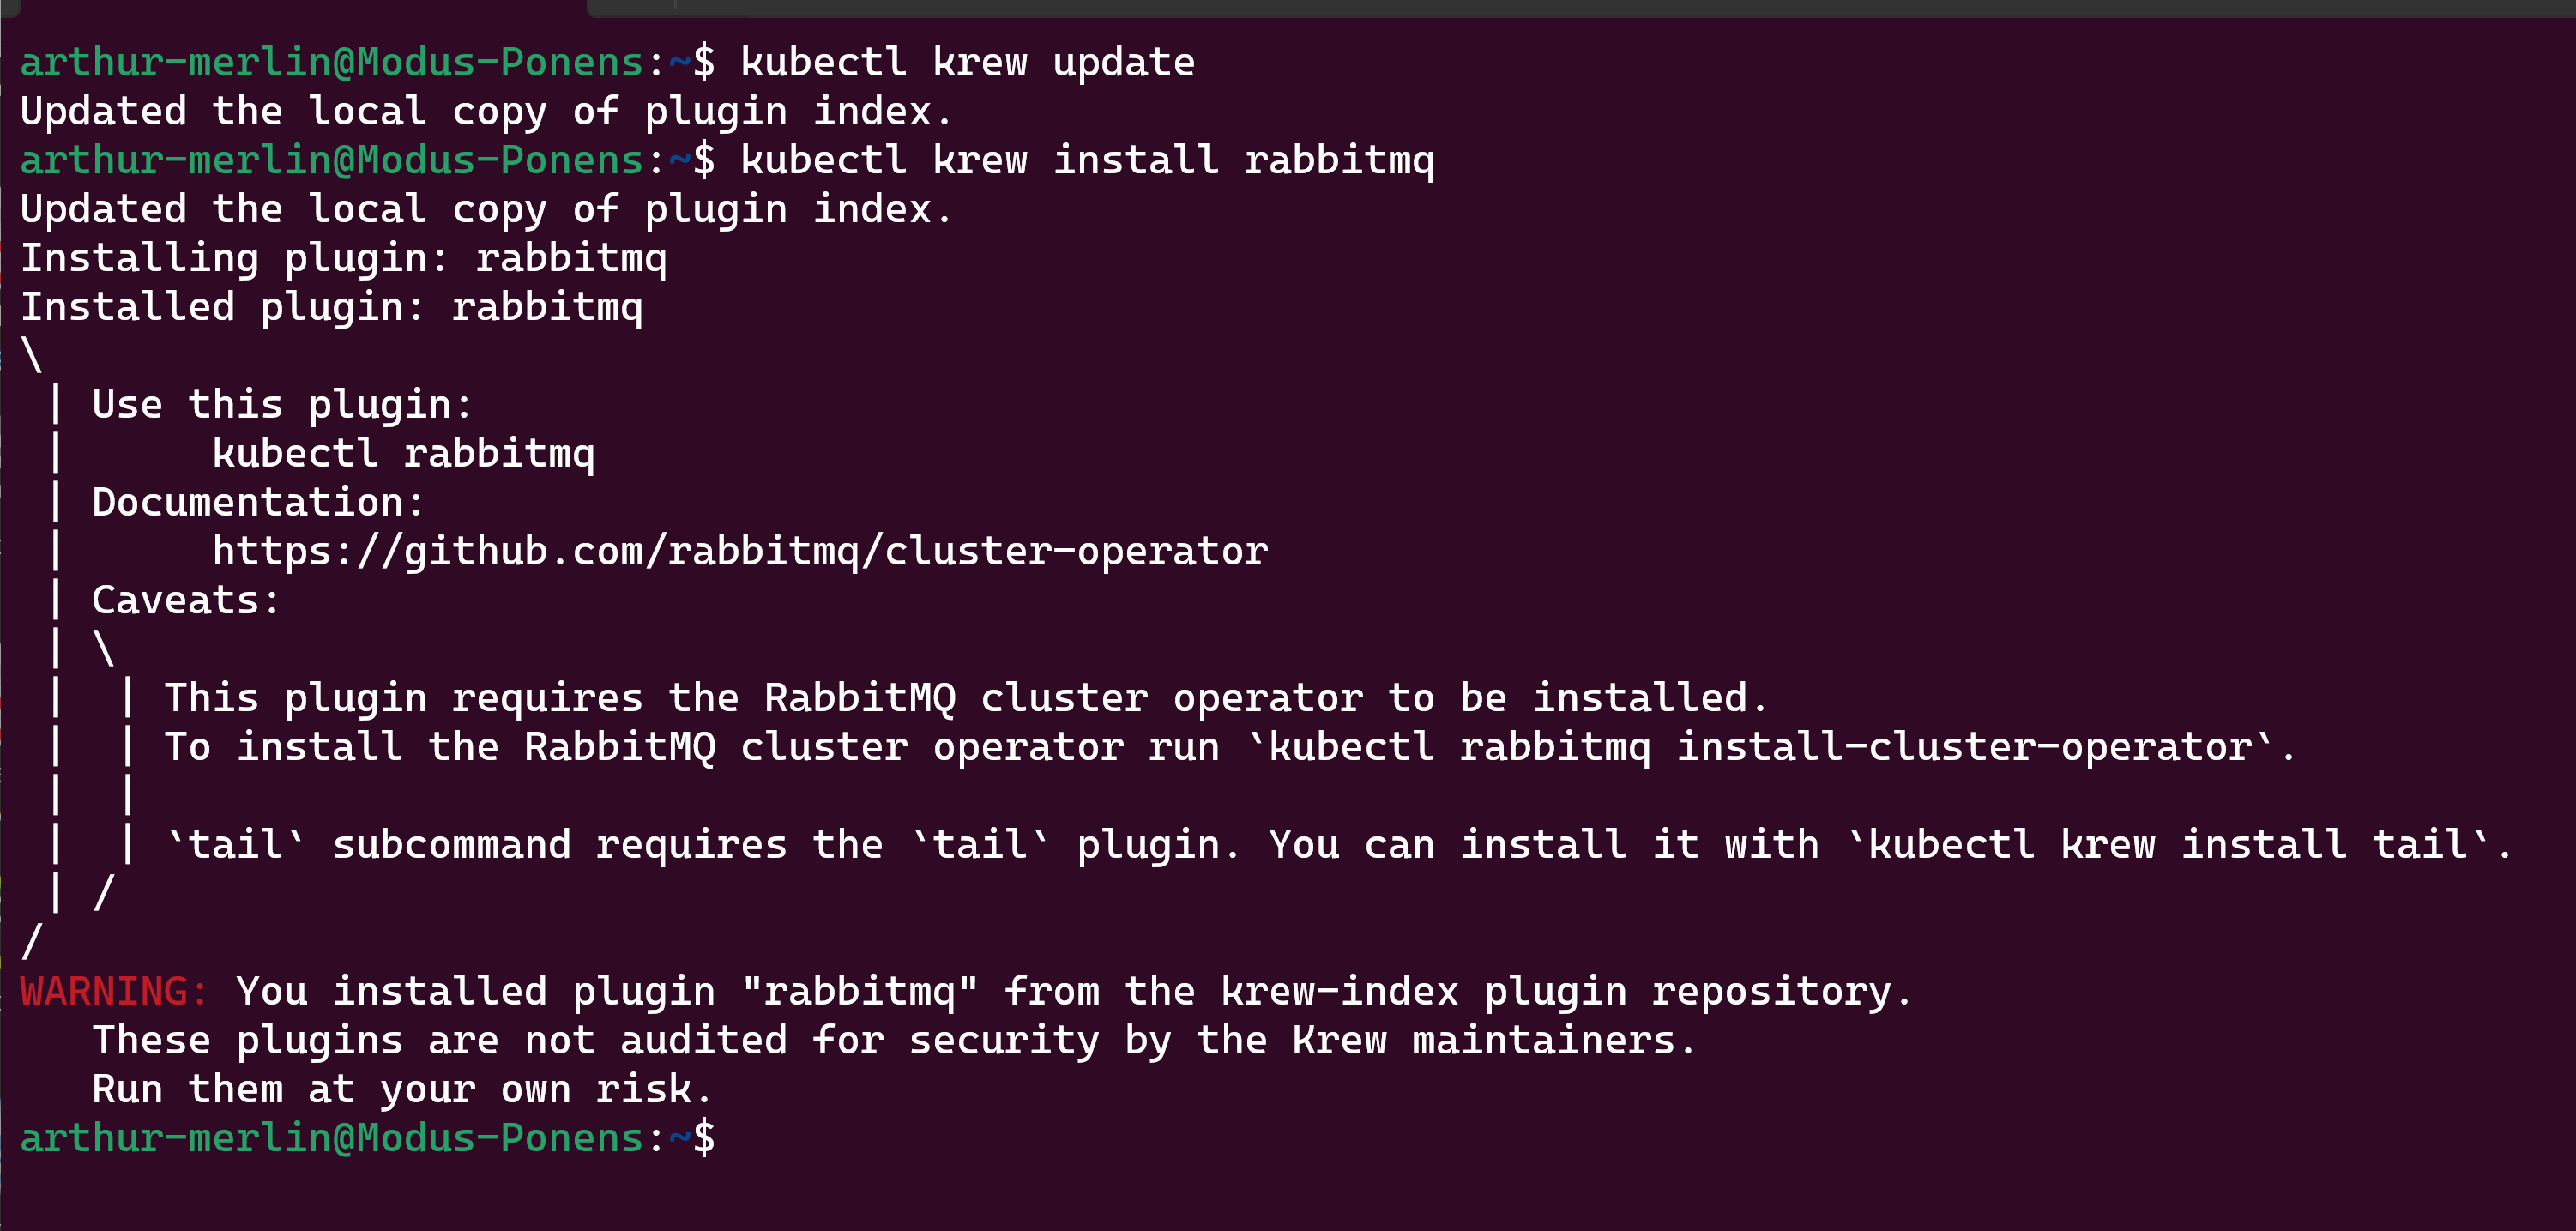 arthur-merlin@Modus-Ponens:~$ kubectl krew update
Updated the local copy of plugin index.
arthur-merlin@Modus-Ponens:~$ kubectl krew install rabbitmq
Updated the local copy of plugin index.
Installing plugin: rabbitmq
Installed plugin: rabbitmq
\
 | Use this plugin:
 |      kubectl rabbitmq
 | Documentation:
 |      https://github.com/rabbitmq/cluster-operator
 | Caveats:
 | \
 |  | This plugin requires the RabbitMQ cluster operator to be installed.
 |  | To install the RabbitMQ cluster operator run `kubectl rabbitmq install-cluster-operator`.
 |  |
 |  | `tail` subcommand requires the `tail` plugin. You can install it with `kubectl krew install tail`.
 | /
/
WARNING: You installed plugin "rabbitmq" from the krew-index plugin repository.
   These plugins are not audited for security by the Krew maintainers.
   Run them at your own risk.
arthur-merlin@Modus-Ponens:~$